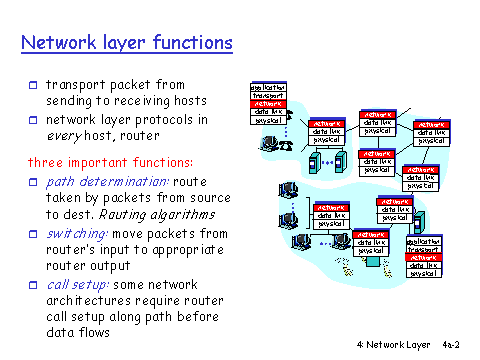 Network layer functions
transport packet from
sending to receiving hosts
network layer protocols in
every host, router
three important functions:
path determination: route
taken by packets from source
to dest. Routing algorithms
switching: move packets from
router's input to appropriate
router output
call setup: some network
architectures require router
call setup along path before
data flows
application
transport
network
data link
physical
network
data link
physical
network
data link
physical
network
data link
physical
network
data link
physical
network
data link
physical
network
data link
physical
network
data link
physical
network
data link
physical
application
transport
network
data link
physical
4: Network Layer
4a-2